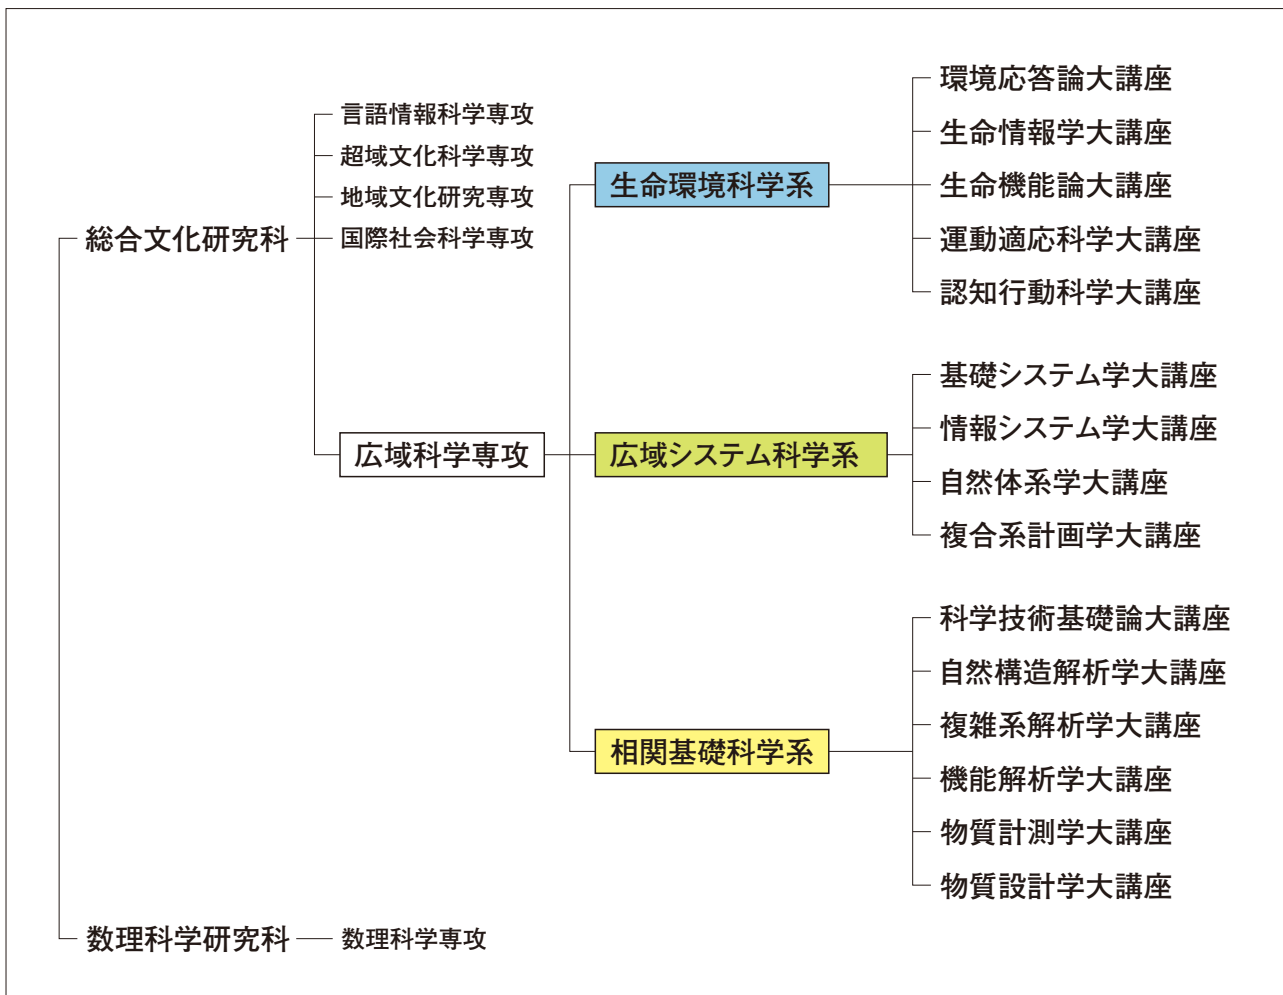 総合文化研究科
言語情報科学専攻
超域文化科学専攻
地域文化研究専攻
国際社会科学専攻
広域科学専攻
生命環境科学系
環境応答論大講座
生命情報学大講座
生命機能論大講座
運動適応科学大講座
認知行動科学大講座
広域システム科学系
基礎システム学大講座
情報システム学大講座
自然体系学大講座
複合系計画学大講座
相関基礎科学系
科学技術基礎論大講座
自然構造解析学大講座
複雑系解析学大講座
機能解析学大講座
物質計測学大講座
物質設計学大講座
数理科学研究科
数理科学専攻